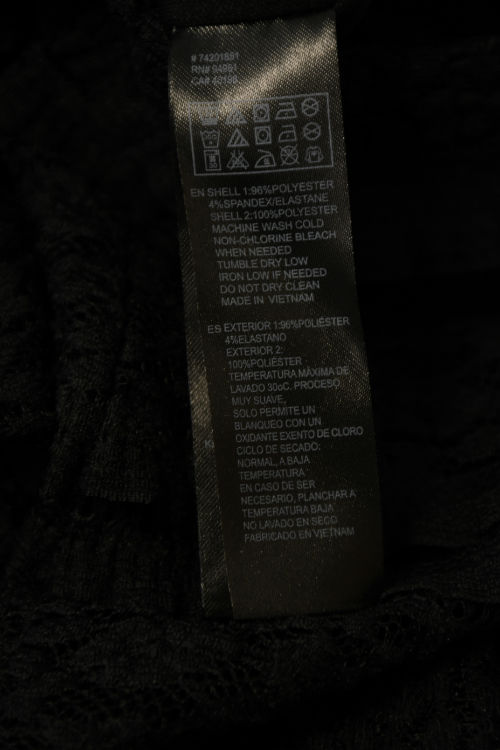 # 74201881
RN# 94981
EN SHELL 1:96%POLYESTER
4%SPANDEX/ELASTANE
SHELL 2:100%POLYESTER
MACHINE WASH COLD
NON-CHLORINE BLEACH
WHEN NEEDED
TUMBLE DRY LOW
IRON LOW IF NEEDED
DO NOT DRY CLEAN
MADE IN VIETNAM
ES EXTERIOR 1:96%POLIÉSTER
4%ELASTANO
EXTERIOR 2:
100%POLIÉSTER
TEMPERATURA MÁXIMA DE
LAVADO 30oC. PROCESO
MUY SUAVE,
SOLO PERMITE UN
BLANQUEO CON UN
OXIDANTE EXENTO DE CLORO
CICLO DE SECADO:
NORMAL, A BAJA
TEMPERATURA
EN CASO DE SER
NECESARIO, PLANCHAR A
TEMPERATURA BAJA
NO LAVADO EN SECO
FABRICADO EN VIETNAM